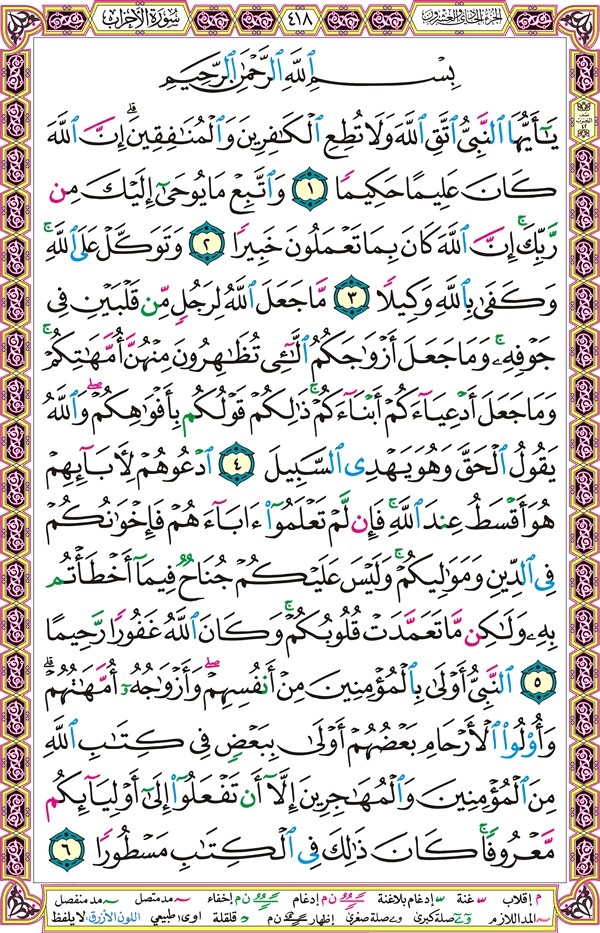 الجزء الحادي والعشرون ٤١٨ سُورَةُ الْأَحْزَابِ
بِسْمِ ٱللَّهِ ٱلرَّحْمَٰنِ ٱلرَّحِيمِ
يَٰٓأَيُّهَا ٱلنَّبِيُّ ٱتَّقِ ٱللَّهَ وَلَا تُطِعِ ٱلْكَٰفِرِينَ وَٱلْمُنَٰفِقِينَۗ إِنَّ ٱللَّهَ
كَانَ عَلِيمًا حَكِيمًا ١ وَٱتَّبِعْ مَا يُوحَىٰٓ إِلَيْكَ مِن
رَّبِّكَۚ إِنَّ ٱللَّهَ كَانَ بِمَا تَعْمَلُونَ خَبِيرًا ٢ وَتَوَكَّلْ عَلَى ٱللَّهِۚ
وَكَفَىٰ بِٱللَّهِ وَكِيلًا ٣ مَّا جَعَلَ ٱللَّهُ لِرَجُلٍ مِّن قَلْبَيْنِ فِي
جَوْفِهِۦۚ وَمَا جَعَلَ أَزْوَٰجَكُمُ ٱلَّٰٓـِٔي تُظَٰهِرُونَ مِنْهُنَّ أُمَّهَٰتِكُمْۚ
وَمَا جَعَلَ أَدْعِيَآءَكُمْ أَبْنَآءَكُمْۚ ذَٰلِكُمْ قَوْلُكُم بِأَفْوَٰهِكُمْۖ وَٱللَّهُ
يَقُولُ ٱلْحَقَّ وَهُوَ يَهْدِي ٱلسَّبِيلَ ٤ ٱدْعُوهُمْ لِأٓبَآئِهِمْ
هُوَ أَقْسَطُ عِندَ ٱللَّهِۚ فَإِن لَّمْ تَعْلَمُوٓا۟ ءَابَآءَهُمْ فَإِخْوَٰنُكُمْ
فِي ٱلدِّينِ وَمَوَٰلِيكُمْۚ وَلَيْسَ عَلَيْكُمْ جُنَاحٌ فِيمَآ أَخْطَأْتُم
بِهِۦ وَلَٰكِن مَّا تَعَمَّدَتْ قُلُوبُكُمْۚ وَكَانَ ٱللَّهُ غَفُورًا رَّحِيمًا
٥ ٱلنَّبِيُّ أَوْلَىٰ بِٱلْمُؤْمِنِينَ مِنْ أَنفُسِهِمْۖ وَأَزْوَٰجُهُۥٓ أُمَّهَٰتُهُمْۗ
وَأُو۟لُوا۟ ٱلْأَرْحَامِ بَعْضُهُمْ أَوْلَىٰ بِبَعْضٍ فِي كِتَٰبِ ٱللَّهِ
مِنَ ٱلْمُؤْمِنِينَ وَٱلْمُهَٰجِرِينَ إِلَّآ أَن تَفْعَلُوٓا۟ إِلَىٰٓ أَوْلِيَآئِكُم
مَّعْرُوفًاۚ كَانَ ذَٰلِكَ فِي ٱلْكِتَٰبِ مَسْطُورًا ٦
م إقلاب غنة إدغام بلاغنة ن م إدغام ن م إخفاء مد متصل مد منفصل
المد اللازم صلة كبرى صلة صغرى إظهار ن م قلقلة اوى طبيعي اللون الأزرق: لا يلفظ